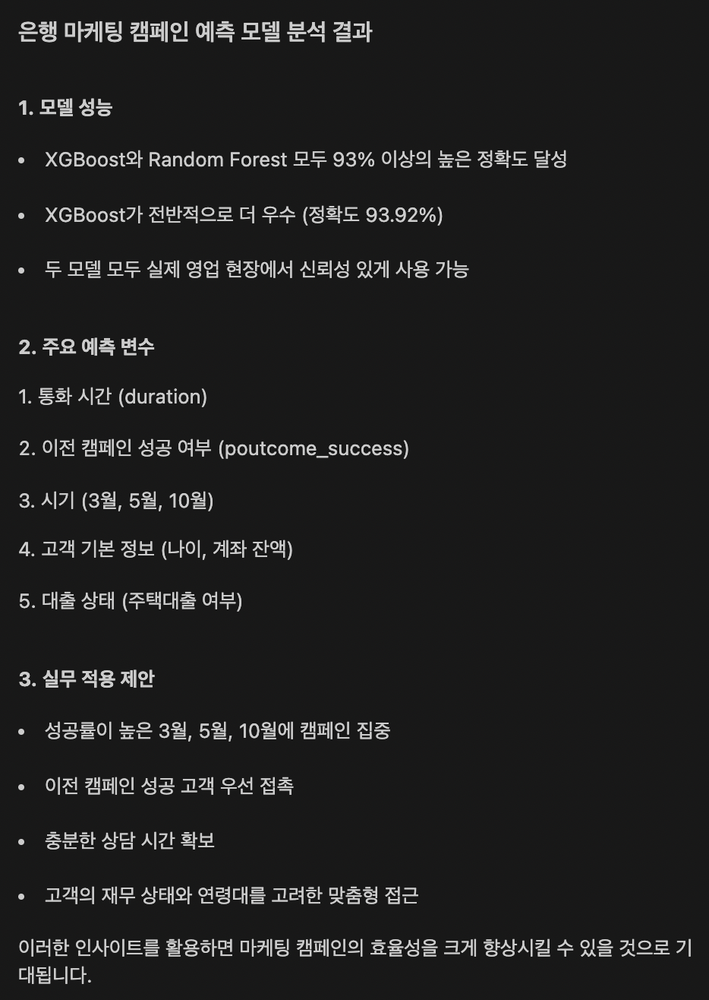 은행 마케팅 캠페인 예측 모델 분석 결과
1. 모델 성능
• XGBoost와 Random Forest 모두 93% 이상의 높은 정확도 달성
• XGBoost가 전반적으로 더 우수 (정확도 93.92%)
• 두 모델 모두 실제 영업 현장에서 신뢰성 있게 사용 가능
2. 주요 예측 변수
1. 통화 시간 (duration)
2. 이전 캠페인 성공 여부 (poutcome_success)
3. 시기 (3월, 5월, 10월)
4. 고객 기본 정보 (나이, 계좌 잔액)
5. 대출 상태 (주택대출 여부)
3. 실무 적용 제안
• 성공률이 높은 3월, 5월, 10월에 캠페인 집중
• 이전 캠페인 성공 고객 우선 접촉
• 충분한 상담 시간 확보
• 고객의 재무 상태와 연령대를 고려한 맞춤형 접근
이러한 인사이트를 활용하면 마케팅 캠페인의 효율성을 크게 향상시킬 수 있을 것으로 기
대됩니다.